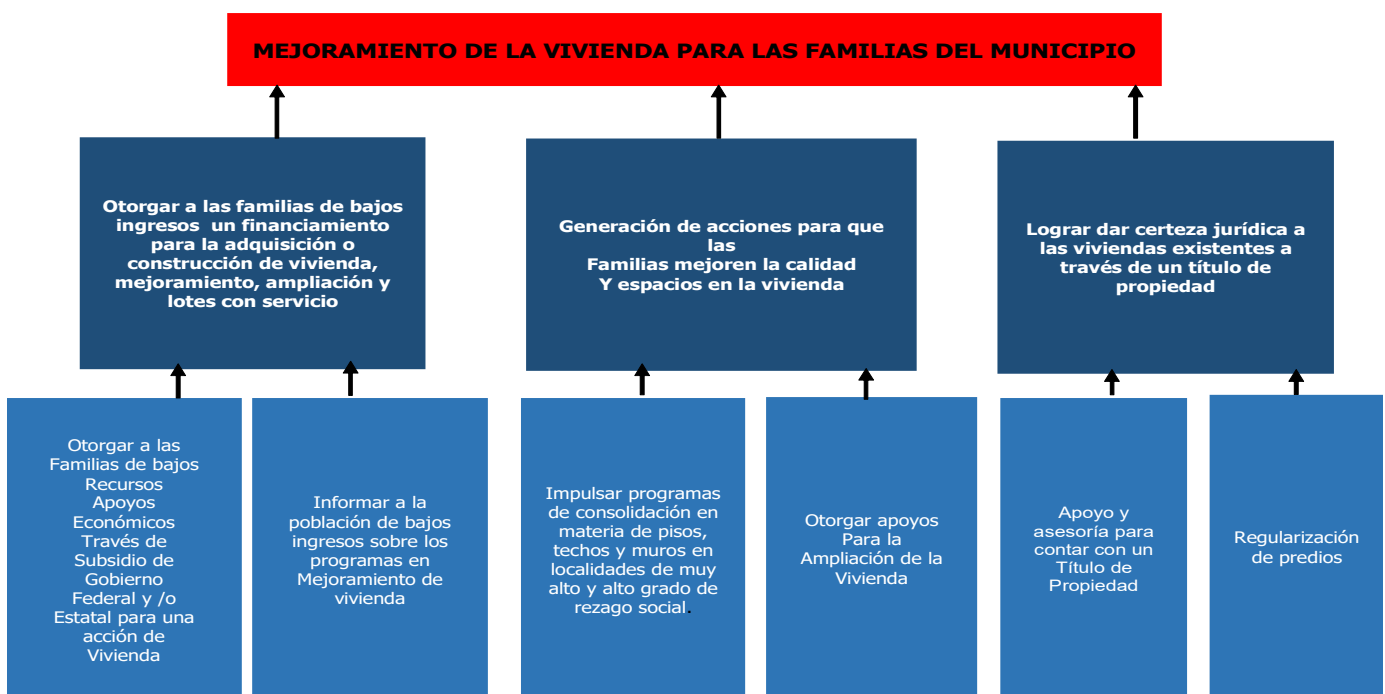 MEJORAMIENTO DE LA VIVIENDA PARA LAS FAMILIAS DEL MUNICIPIO
Otorgar a las familias de bajos
ingresos un financiamiento
para la adquisición o
construcción de vivienda,
mejoramiento, ampliación y
lotes con servicio
Generación de acciones para que
las
Familias mejoren la calidad
Y espacios en la vivienda
Lograr dar certeza jurídica a
las viviendas existentes a
través de un título de
propiedad
Otorgar a las
Familias de bajos
Recursos
Apoyos
Económicos
Través de
Subsidio de
Gobierno
Federal y /o
Estatal para una
acción de
Vivienda
Informar a la
población de bajos
ingresos sobre los
programas en
Mejoramiento de
vivienda
Impulsar programas
de consolidación en
materia de pisos,
techos y muros en
localidades de muy
alto y alto grado de
rezago social.
Otorgar apoyos
Para la
Ampliación de la
Vivienda
Apoyo y
asesoría para
contar con un
Título de
Propiedad
Regularización
de predios